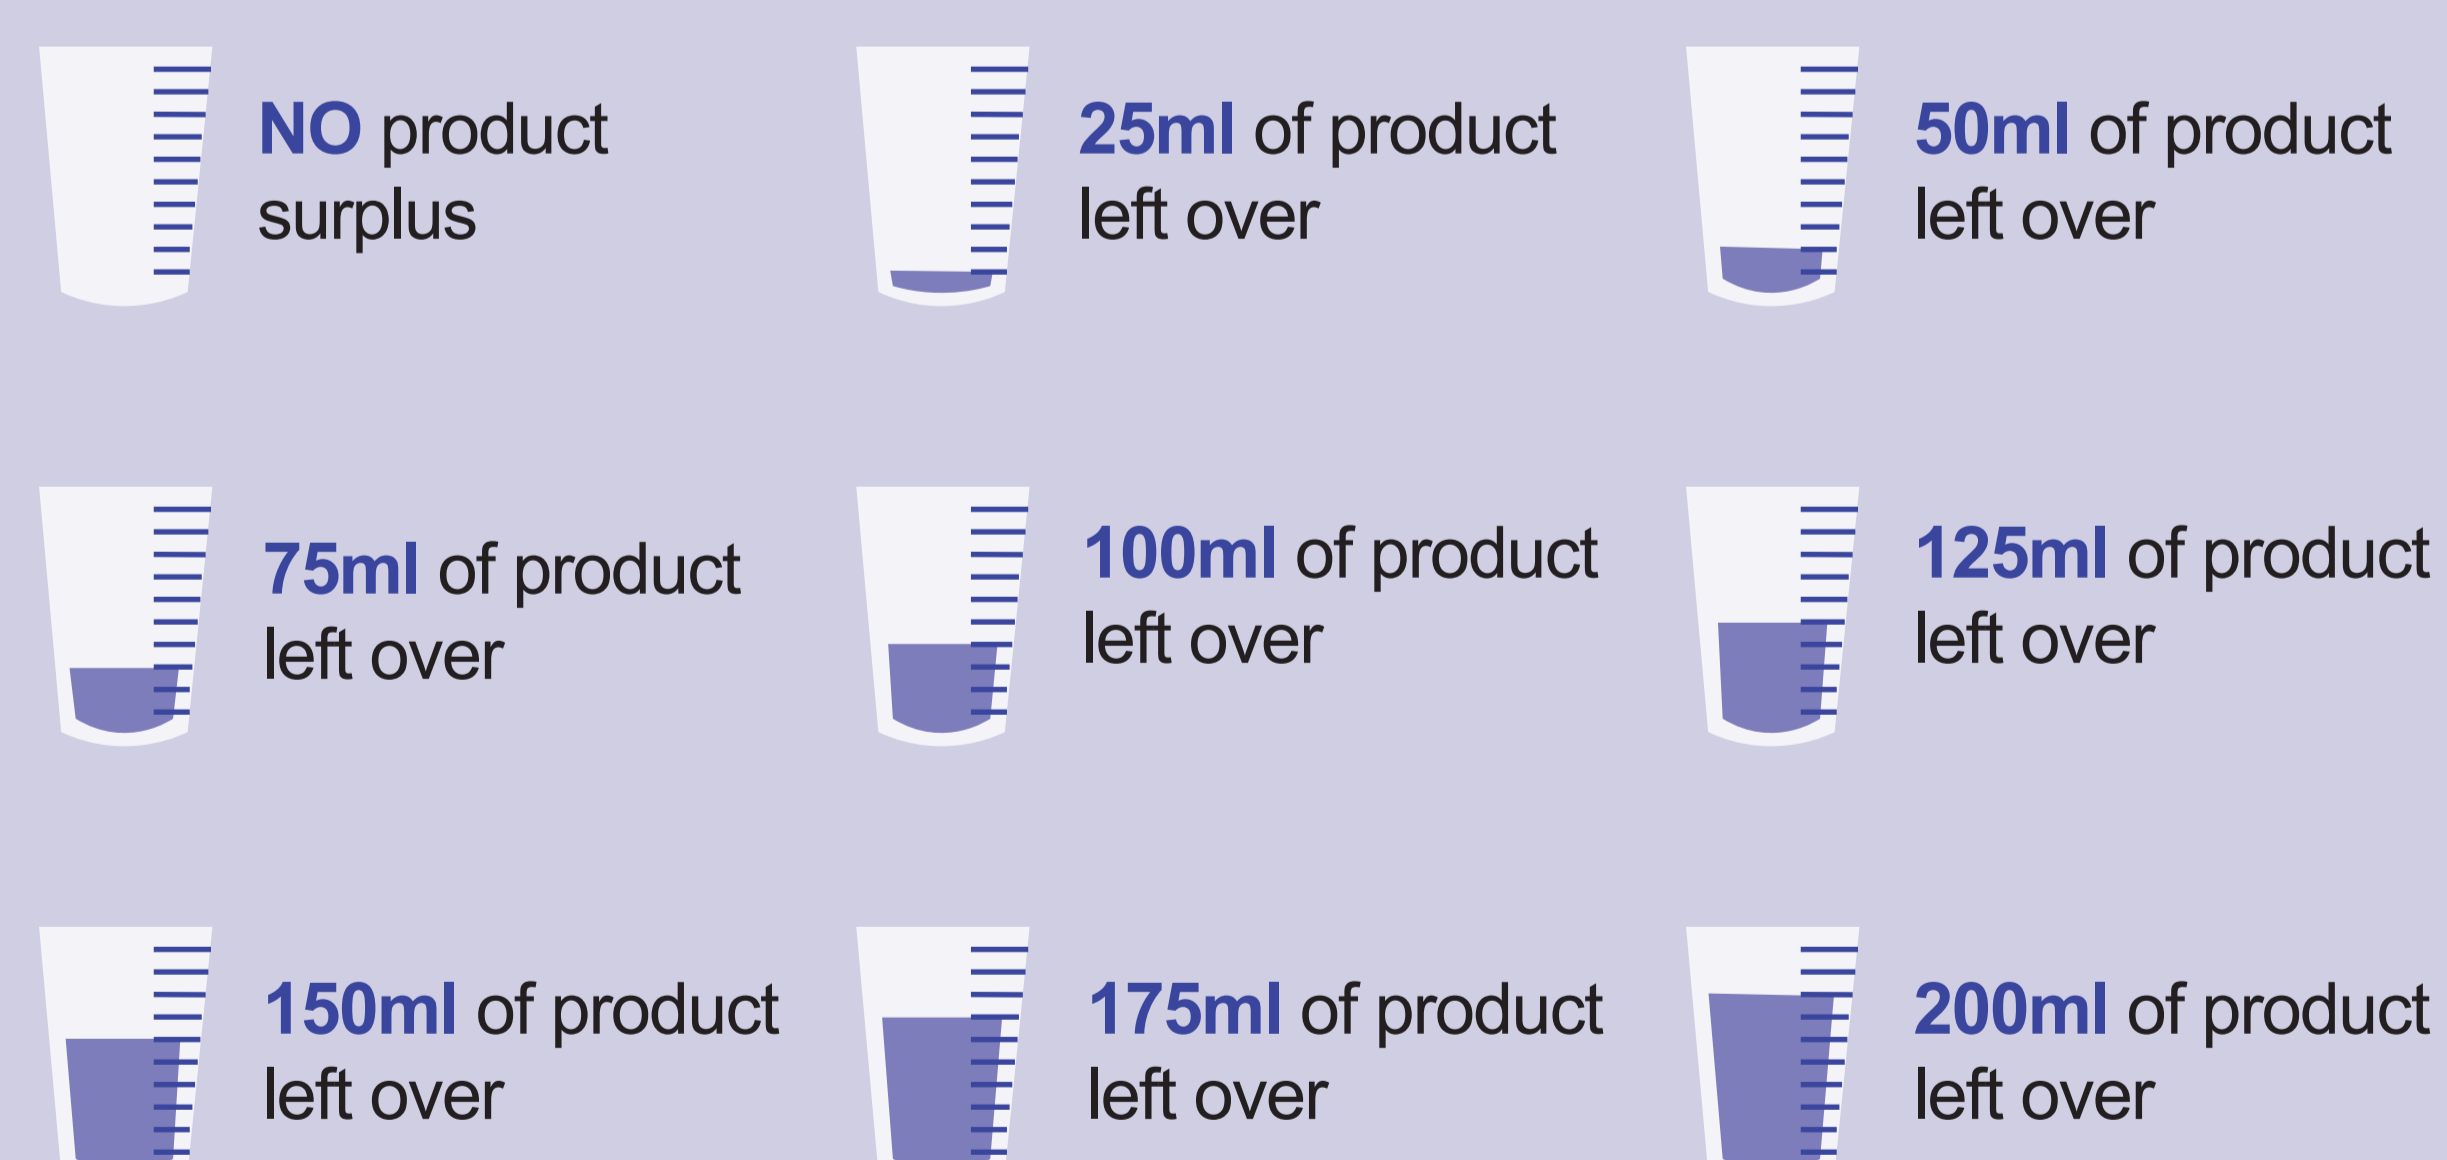 NO product
surplus
25ml of product
left over
50ml of product
left over
75ml of product
left over
100ml of product
left over
125ml of product
left over
150ml of product
left over
175ml of product
left over
200ml of product
left over